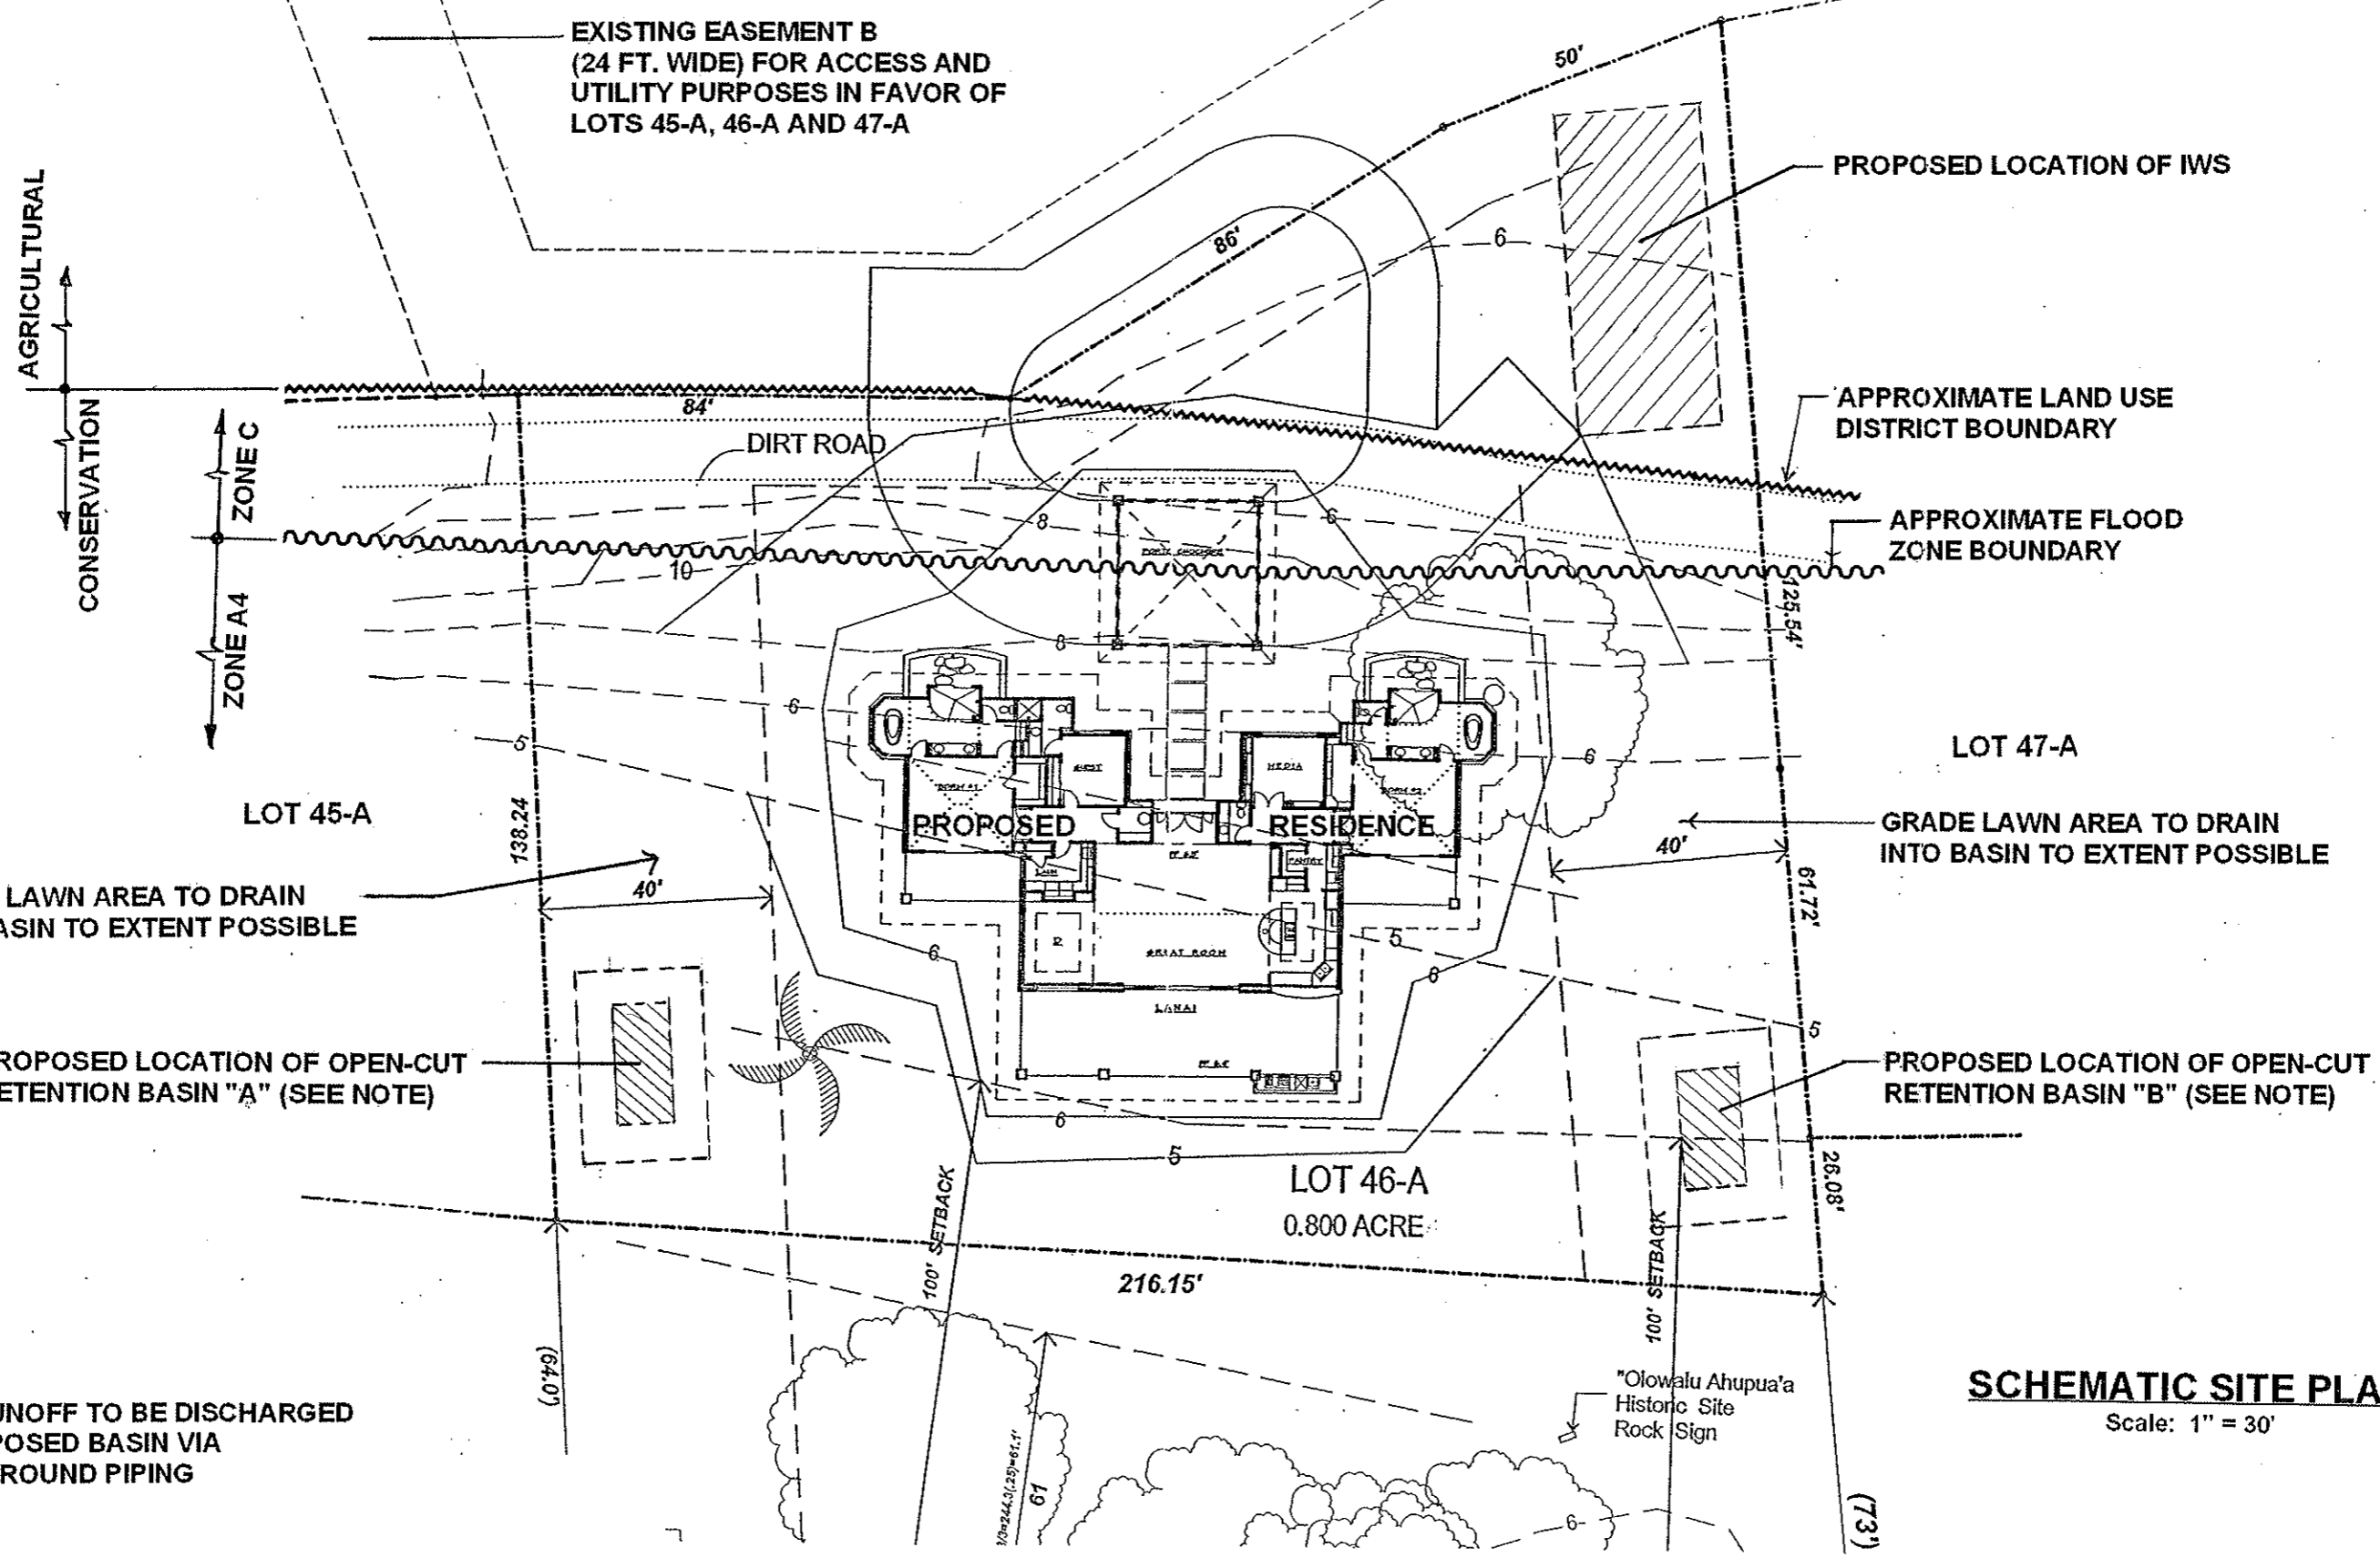 EXISTING EASEMENT B
(24 FT. WIDE) FOR ACCESS AND
UTILITY PURPOSES IN FAVOR OF
LOTS 45-A, 46-A AND 47-A
50'
PROPOSED LOCATION OF IWS
86'
6
AGRICULTURAL
CONSERVATION
ZONE C
ZONE A4
84'
DIRT ROAD
APPROXIMATE LAND USE
DISTRICT BOUNDARY
APPROXIMATE FLOOD
ZONE BOUNDARY
8
6
10
PORTE COCHERE
125.54'
8
6
5
6
LOT 47-A
LOT 45-A
138.24
GUEST
MEDIA
PROPOSED
RESIDENCE
GRADE LAWN AREA TO DRAIN
INTO BASIN TO EXTENT POSSIBLE
40'
40'
61.72'
LAWN AREA TO DRAIN
ASIN TO EXTENT POSSIBLE
PANTRY
6
5
6
GREAT ROOM
LANAI
5
ROPOSED LOCATION OF OPEN-CUT
ETENTION BASIN "A" (SEE NOTE)
PROPOSED LOCATION OF OPEN-CUT
RETENTION BASIN "B" (SEE NOTE)
6
5
26.08'
LOT 46-A
0.800 ACRE
100' SETBACK
100' SETBACK
216.15'
(64.0')
61
"Olowalu Ahupua'a
Historic Site
Rock Sign
SCHEMATIC SITE PLA
Scale: 1" = 30'
UNOFF TO BE DISCHARGED
POSED BASIN VIA
ROUND PIPING
6
(73')